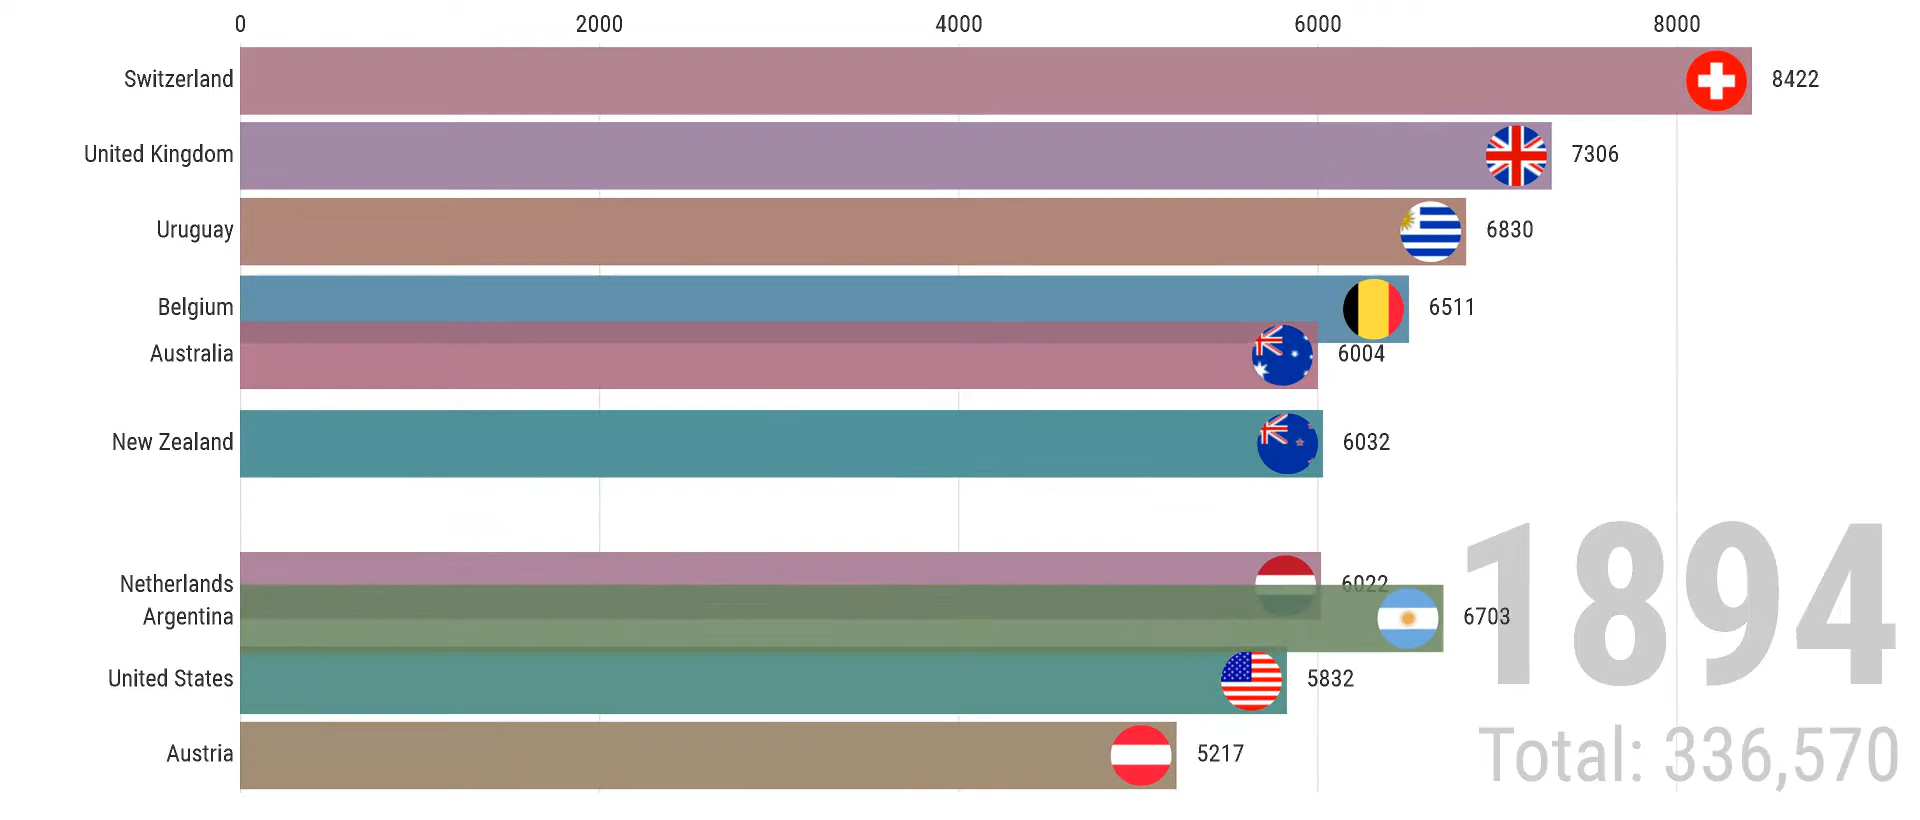 0 2000 4000 6000 8000
Switzerland 8422
United Kingdom 7306
Uruguay 6830
Belgium 6511
Australia 6004
New Zealand 6032
Netherlands 6022
Argentina 6703
United States 5832
Austria 5217
1894
Total: 336,570